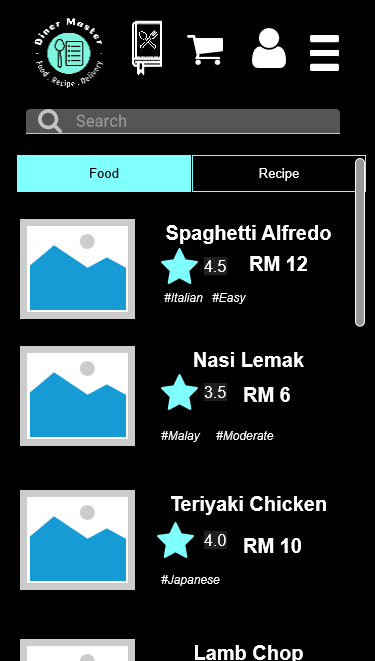 Diner Master
Food . Recipe . Delivery
Search
Food
Recipe
Spaghetti Alfredo
4.5
RM 12
#Italian #Easy
Nasi Lemak
3.5
RM 6
#Malay #Moderate
Teriyaki Chicken
4.0
RM 10
#Japanese
Lamb Chop